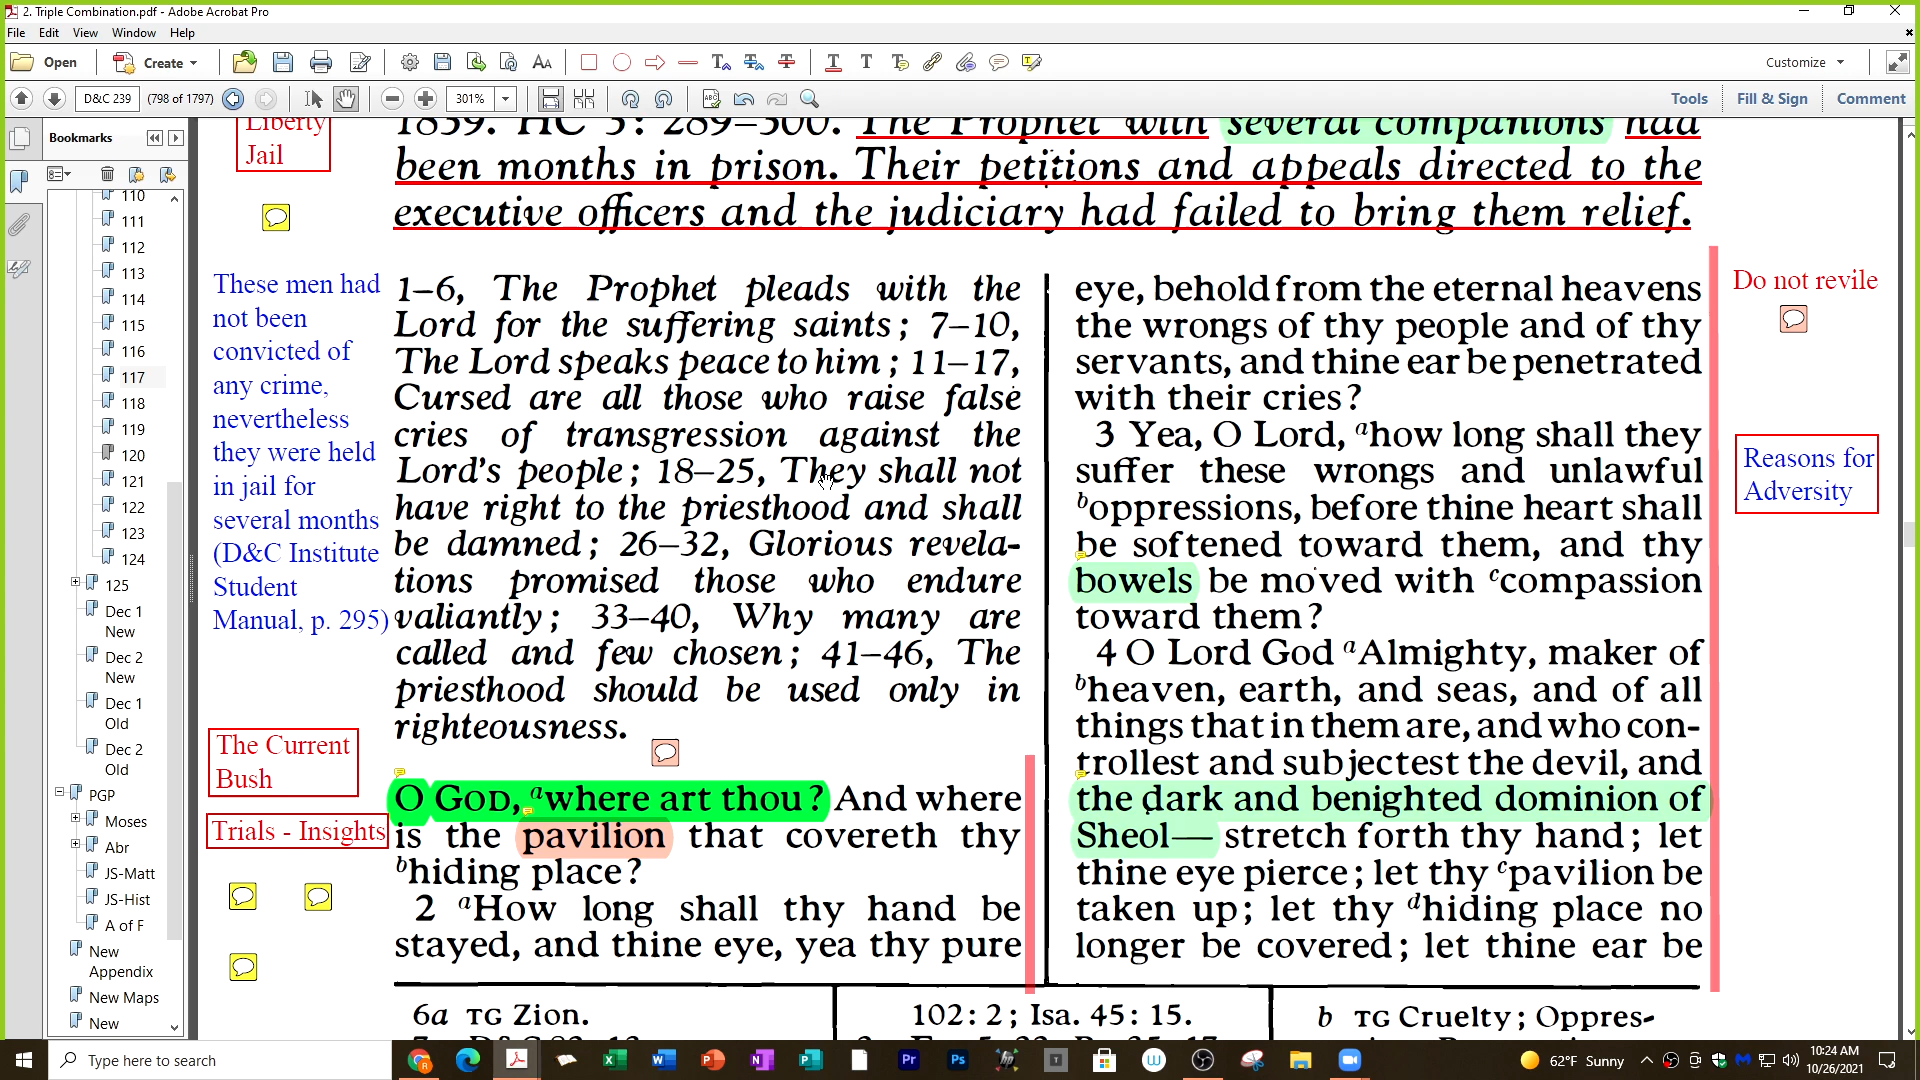 2. Triple Combination.pdf - Adobe Acrobat Pro
File Edit View Window Help
Open Create Customize
D&C 239 (798 of 1797) 301% Tools Fill & Sign Comment
Bookmarks
110
111
112
113
114
115
116
117
118
119
120
121
122
123
124
125
Dec 1
New
Dec 2
New
Dec 1
Old
Dec 2
Old
PGP
Moses
Abr
JS-Matt
JS-Hist
A of F
New
Appendix
New Maps
New
Liberty
Jail
These men had
not been
convicted of
any crime,
nevertheless
they were held
in jail for
several months
(D&C Institute
Student
Manual, p. 295)
The Current
Bush
Trials - Insights
1839. HC 3: 289–300. The Prophet with several companions had
been months in prison. Their petitions and appeals directed to the
executive officers and the judiciary had failed to bring them relief.
1–6, The Prophet pleads with the
Lord for the suffering saints; 7–10,
The Lord speaks peace to him; 11–17,
Cursed are all those who raise false
cries of transgression against the
Lord's people; 18–25, They shall not
have right to the priesthood and shall
be damned; 26–32, Glorious revela-
tions promised those who endure
valiantly; 33–40, Why many are
called and few chosen; 41–46, The
priesthood should be used only in
righteousness.
O GOD, awhere art thou? And where
is the pavilion that covereth thy
bhiding place?
2 aHow long shall thy hand be
stayed, and thine eye, yea thy pure
eye, behold from the eternal heavens
the wrongs of thy people and of thy
servants, and thine ear be penetrated
with their cries?
3 Yea, O Lord, ahow long shall they
suffer these wrongs and unlawful
boppressions, before thine heart shall
be softened toward them, and thy
bowels be moved with ccompassion
toward them?
4 O Lord God aAlmighty, maker of
bheaven, earth, and seas, and of all
things that in them are, and who con-
trollest and subjectest the devil, and
the dark and benighted dominion of
Sheol— stretch forth thy hand; let
thine eye pierce; let thy cpavilion be
taken up; let thy dhiding place no
longer be covered; let thine ear be
Do not revile
Reasons for
Adversity
6a TG Zion.
102: 2; Isa. 45: 15.
b TG Cruelty; Oppres-
Type here to search
62°F Sunny
10:24 AM
10/26/2021